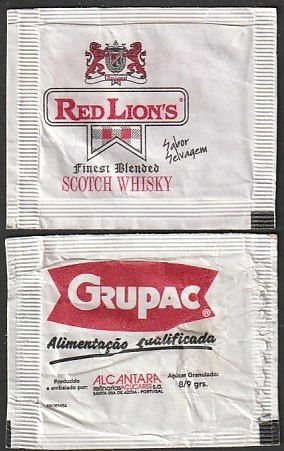 RED LION'S
Finest Blended
SCOTCH WHISKY
Sabor
Selvagem
GRUPAC®
Alimentação qualificada
Produzido
e embalado por:
ALCANTARA
refinariasAÇUCARES s.a.
SANTA IRIA DE AZOIA - PORTUGAL
Açúcar Granulado:
8/9 grs.